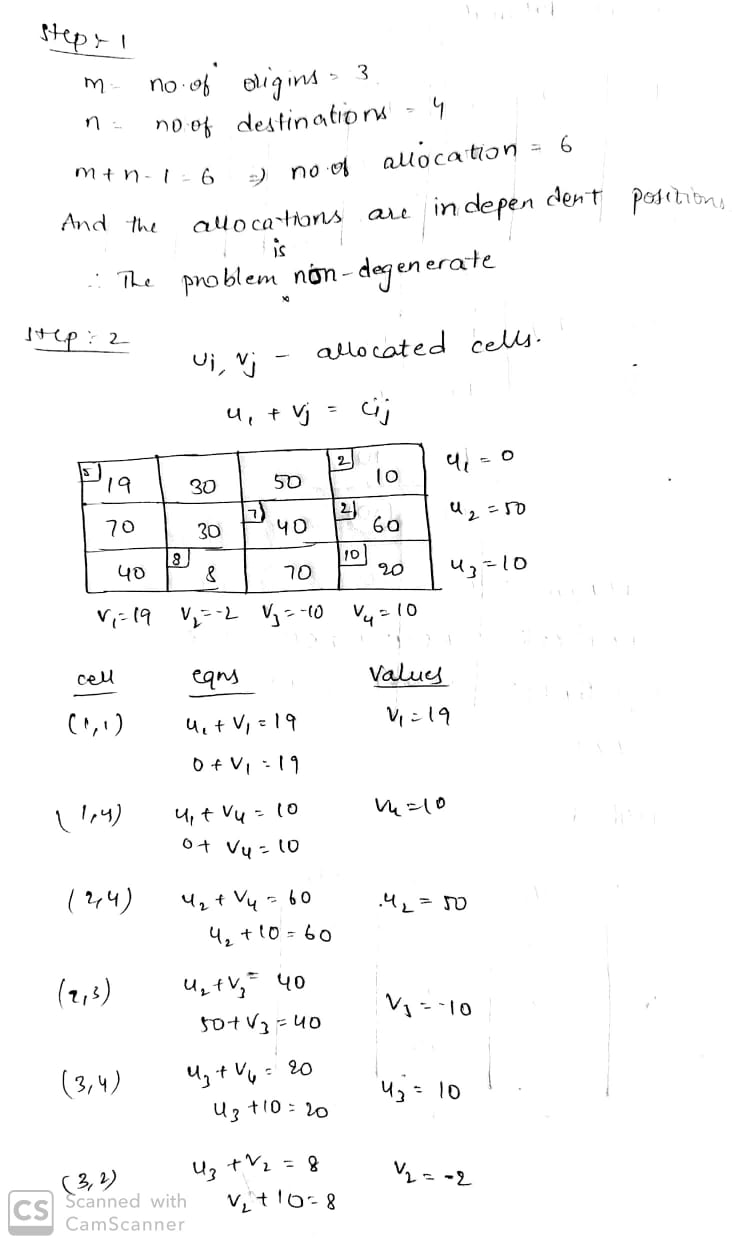 Step:- 1
m = no. of origins = 3
n = no. of destinations = 4
m+n-1 = 6 ⇒ no. of allocation = 6
And the allocations are independent positions
is
∴ The problem non-degenerate
Step: 2
ui, vj - allocated cells.
u, + vj = cij
5 19 30 50 2 10 u1 = 0
70 30 7 40 2 60 u2 = 50
40 8 8 70 10 20 u3 = 10
v1 = 19 v2 = -2 v3 = -10 v4 = 10
cell eqns values
(1,1) u1 + v1 = 19 v1 = 19
0 + v1 = 19
(1,4) u1 + v4 = 10 v4 = 10
0 + v4 = 10
(2,4) u2 + v4 = 60 u2 = 50
u2 + 10 = 60
(2,3) u2 + v3 = 40 v3 = -10
50 + v3 = 40
(3,4) u3 + v4 = 20 u3 = 10
u3 + 10 = 20
(3,2) u3 + v2 = 8 v2 = -2
v2 + 10 = 8
CS Scanned with
CamScanner